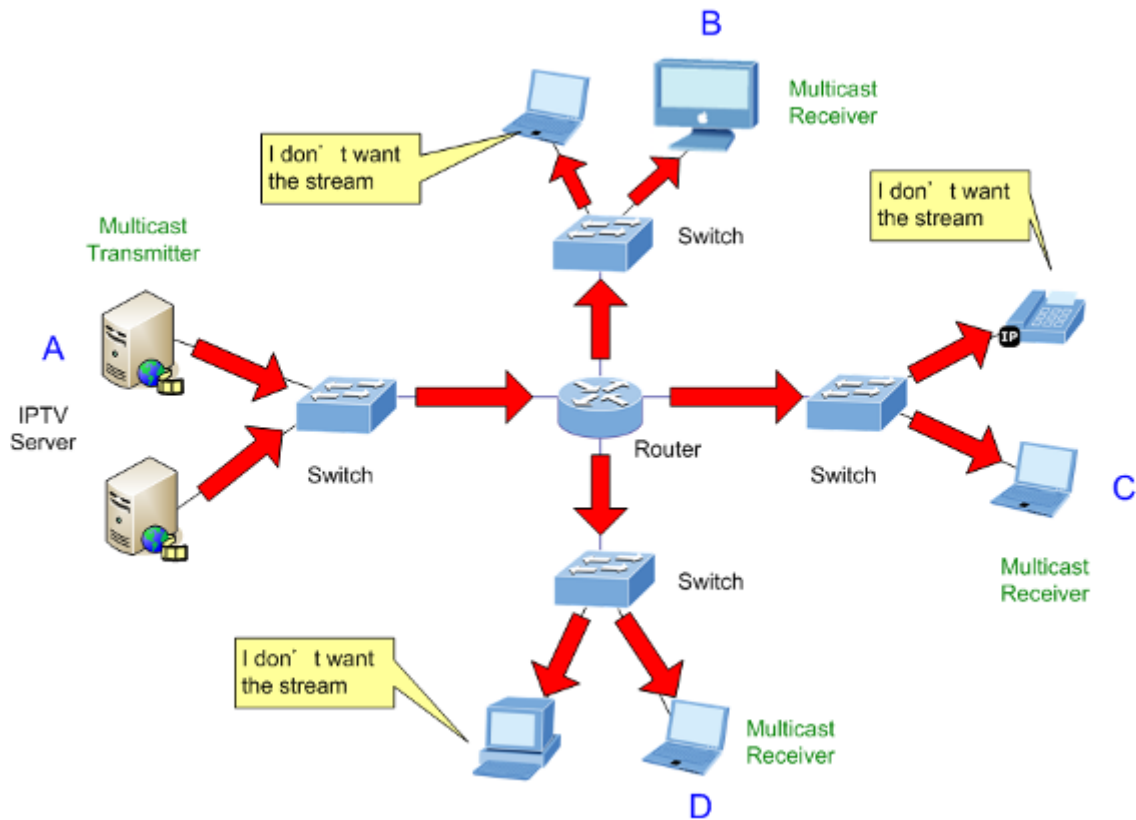 B
Multicast
Receiver
I don't want
the stream
I don't want
the stream
Switch
Multicast
Transmitter
A
IP
IPTV
Server
Router
Switch
Switch
C
Switch
Multicast
Receiver
I don't want
the stream
Multicast
Receiver
D